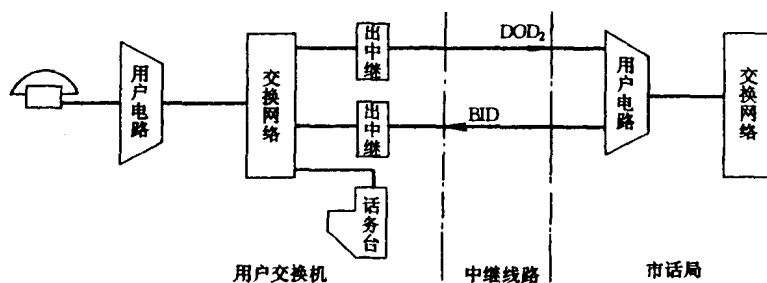 出中继
DOD₂
用户电路
交换网络
出中继
BID
用户电路
交换网络
话务台
用户交换机
中继线路
市话局